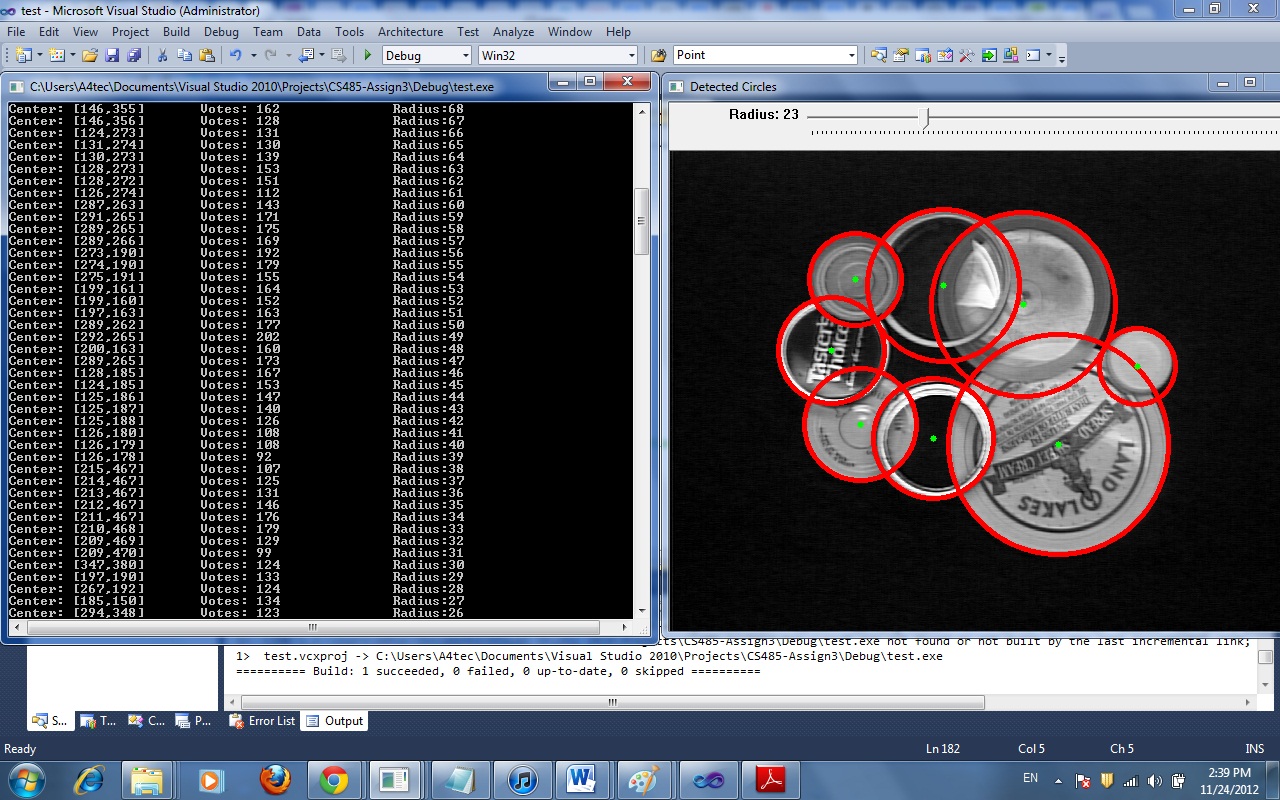 test - Microsoft Visual Studio (Administrator)
File Edit View Project Build Debug Team Data Tools Architecture Test Analyze Window Help
Debug Win32 Point
C:\Users\A4tec\Documents\Visual Studio 2010\Projects\CS485-Assign3\Debug\test.exe
Center: [146,355] Votes: 162 Radius:68
Center: [146,356] Votes: 128 Radius:67
Center: [124,273] Votes: 131 Radius:66
Center: [131,274] Votes: 130 Radius:65
Center: [130,273] Votes: 139 Radius:64
Center: [128,273] Votes: 153 Radius:63
Center: [128,272] Votes: 151 Radius:62
Center: [126,274] Votes: 112 Radius:61
Center: [287,263] Votes: 143 Radius:60
Center: [291,265] Votes: 171 Radius:59
Center: [289,265] Votes: 175 Radius:58
Center: [289,266] Votes: 169 Radius:57
Center: [273,190] Votes: 192 Radius:56
Center: [274,190] Votes: 179 Radius:55
Center: [275,191] Votes: 155 Radius:54
Center: [199,161] Votes: 164 Radius:53
Center: [199,160] Votes: 152 Radius:52
Center: [197,163] Votes: 163 Radius:51
Center: [289,262] Votes: 177 Radius:50
Center: [292,265] Votes: 202 Radius:49
Center: [200,163] Votes: 160 Radius:48
Center: [289,265] Votes: 173 Radius:47
Center: [128,185] Votes: 167 Radius:46
Center: [124,185] Votes: 153 Radius:45
Center: [125,186] Votes: 147 Radius:44
Center: [125,187] Votes: 140 Radius:43
Center: [125,188] Votes: 126 Radius:42
Center: [126,180] Votes: 108 Radius:41
Center: [126,179] Votes: 108 Radius:40
Center: [126,178] Votes: 92 Radius:39
Center: [215,467] Votes: 107 Radius:38
Center: [214,467] Votes: 125 Radius:37
Center: [213,467] Votes: 131 Radius:36
Center: [212,467] Votes: 146 Radius:35
Center: [211,467] Votes: 176 Radius:34
Center: [210,468] Votes: 179 Radius:33
Center: [209,469] Votes: 129 Radius:32
Center: [209,470] Votes: 99 Radius:31
Center: [347,380] Votes: 124 Radius:30
Center: [197,190] Votes: 133 Radius:29
Center: [267,192] Votes: 124 Radius:28
Center: [185,150] Votes: 134 Radius:27
Center: [294,348] Votes: 123 Radius:26
Detected Circles
Radius: 23
Taster's
Choice
SPREAD
SWEET CREAM
LAND O LAKES
\CS485-Assign3\Debug\test.exe not found or not built by the last incremental link;
1> test.vcxproj -> C:\Users\A4tec\Documents\Visual Studio 2010\Projects\CS485-Assign3\Debug\test.exe
========== Build: 1 succeeded, 0 failed, 0 up-to-date, 0 skipped ==========
S... T... C... P... Error List Output
Ready Ln 182 Col 5 Ch 5 INS
EN 2:39 PM
11/24/2012